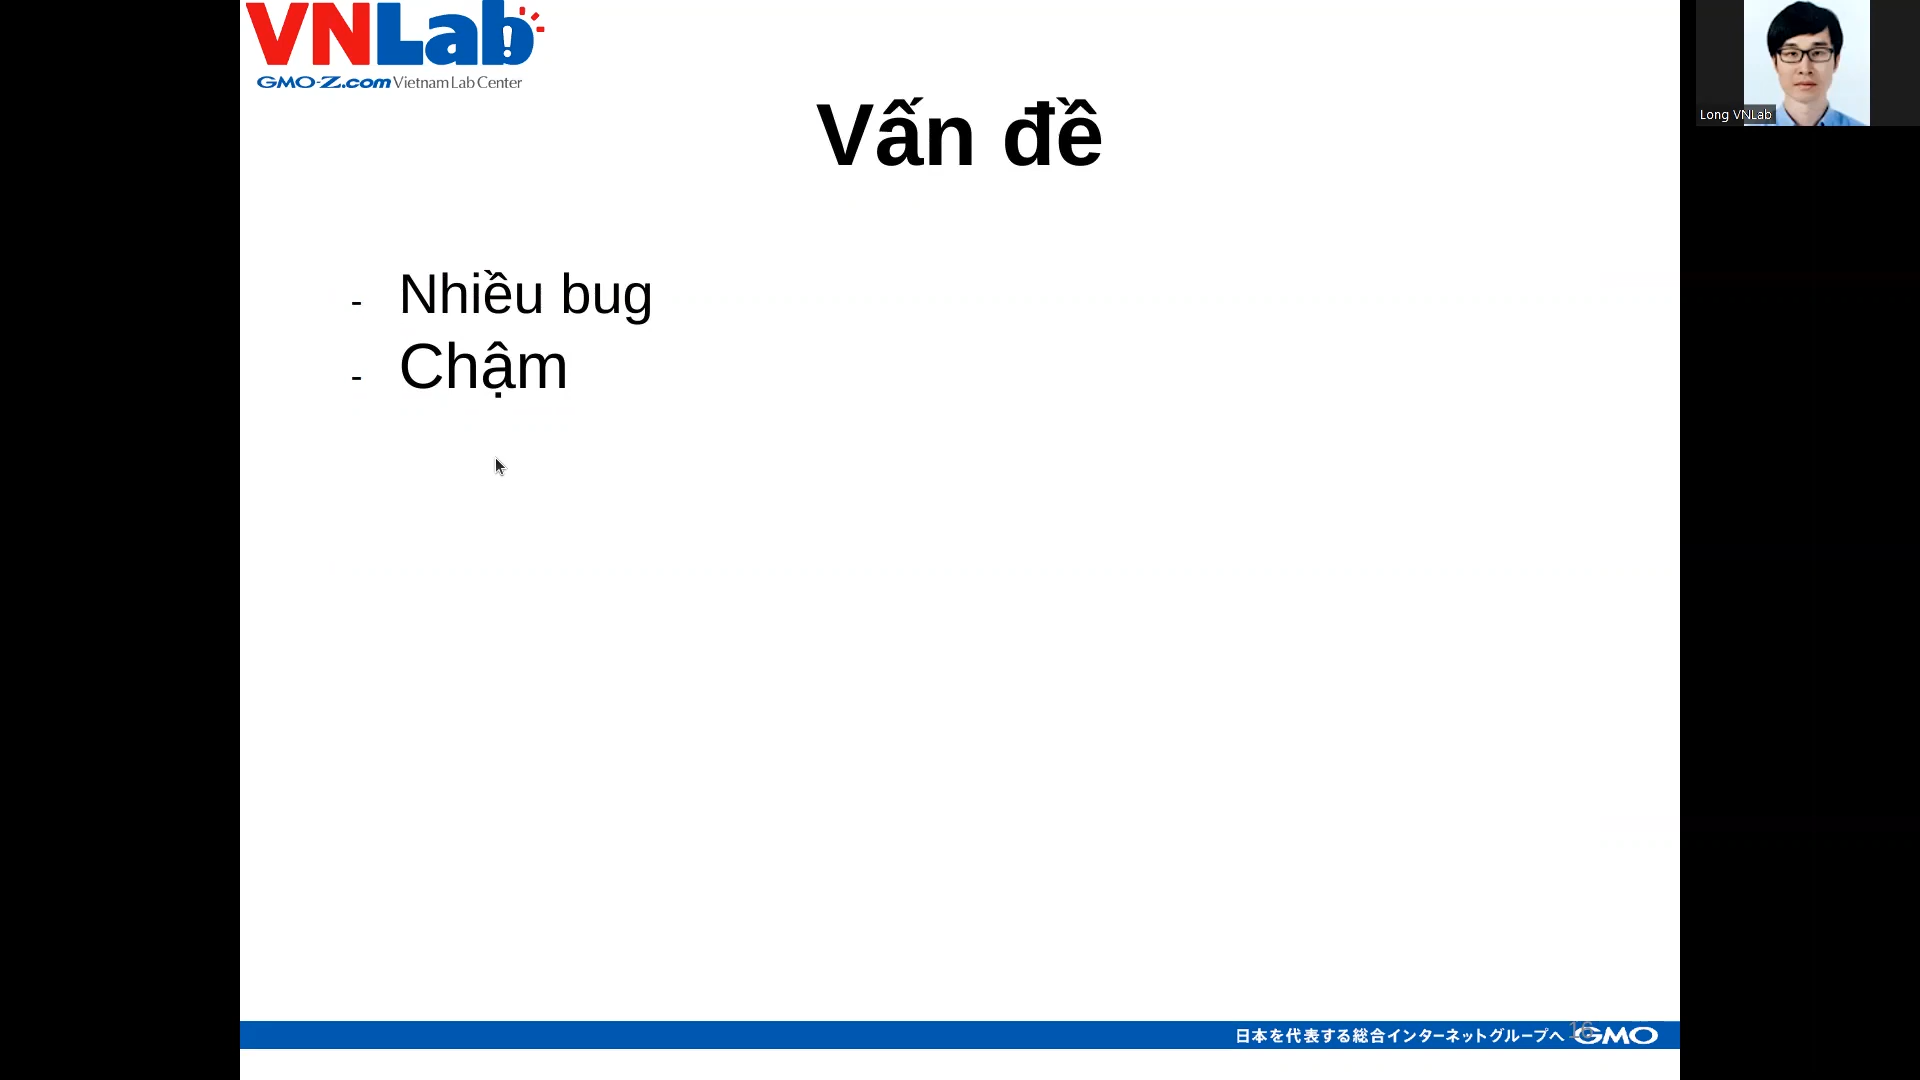 VNLab!
GMO-Z.com Vietnam Lab Center
Long VNLab
Vấn đề
- Nhiều bug
- Chậm
日本を代表する総合インターネットグループへ GMO
16